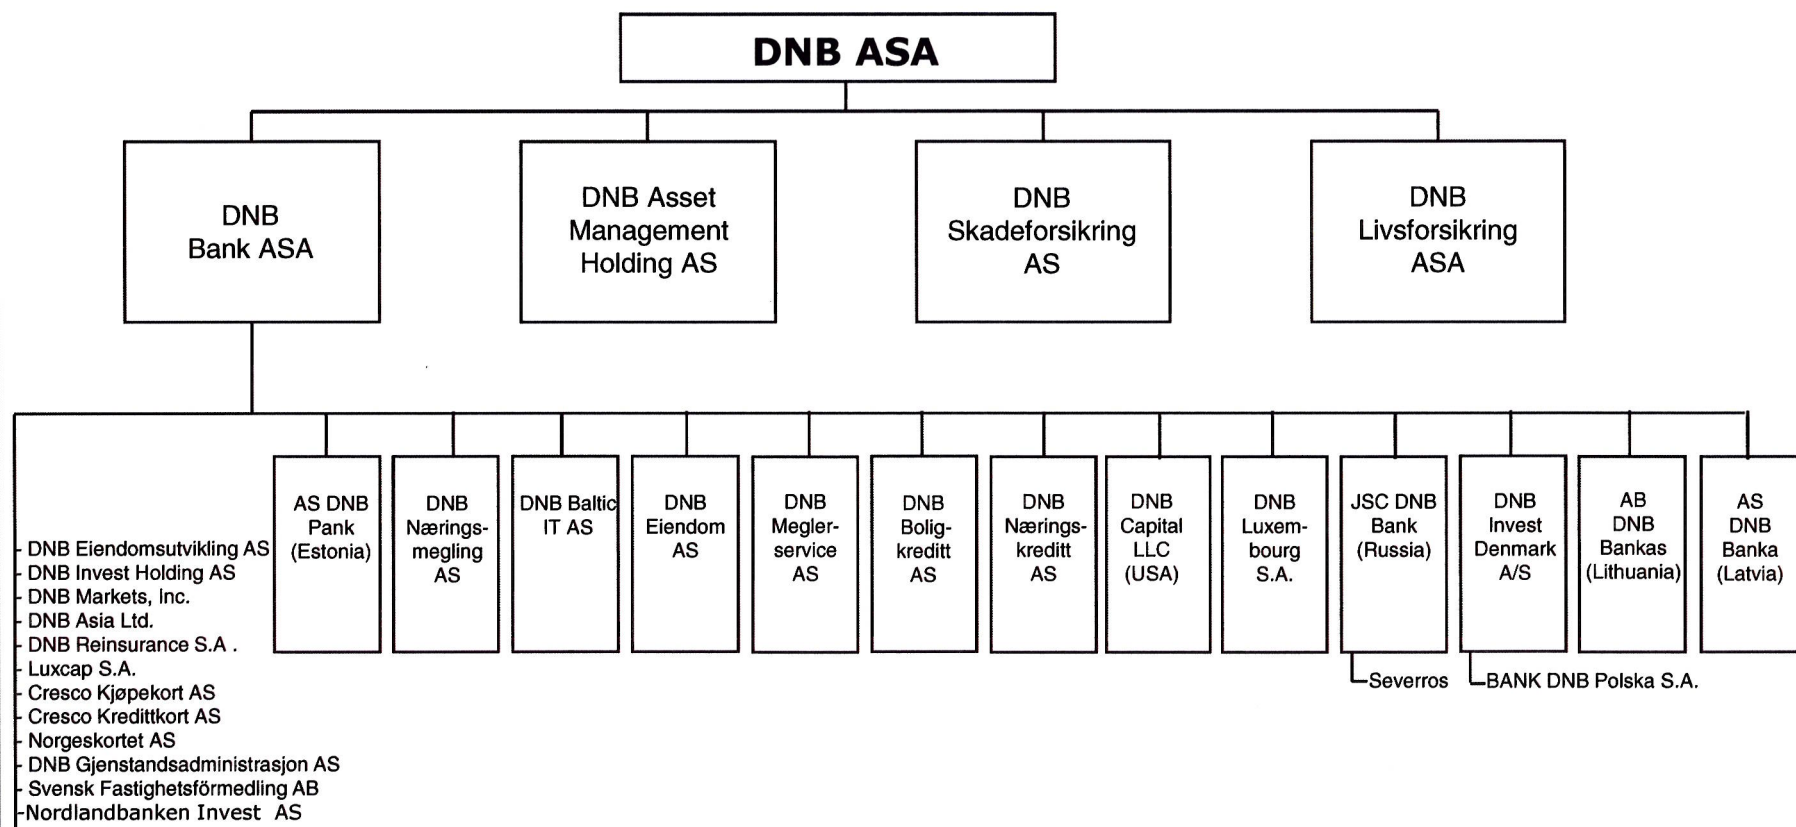 DNB ASA
DNB
Bank ASA
DNB Asset
Management
Holding AS
DNB
Skadeforsikring
AS
DNB
Livsforsikring
ASA
AS DNB
Pank
(Estonia)
DNB
Nærings-
megling
AS
DNB Baltic
IT AS
DNB
Eiendom
AS
DNB
Megler-
service
AS
DNB
Bolig-
kreditt
AS
DNB
Nærings-
kreditt
AS
DNB
Capital
LLC
(USA)
DNB
Luxem-
bourg
S.A.
JSC DNB
Bank
(Russia)
DNB
Invest
Denmark
A/S
AB
DNB
Bankas
(Lithuania)
AS
DNB
Banka
(Latvia)
Severros
BANK DNB Polska S.A.
- DNB Eiendomsutvikling AS
- DNB Invest Holding AS
- DNB Markets, Inc.
- DNB Asia Ltd.
- DNB Reinsurance S.A .
- Luxcap S.A.
- Cresco Kjøpekort AS
- Cresco Kredittkort AS
- Norgeskortet AS
- DNB Gjenstandsadministrasjon AS
- Svensk Fastighetsförmedling AB
-Nordlandbanken Invest AS